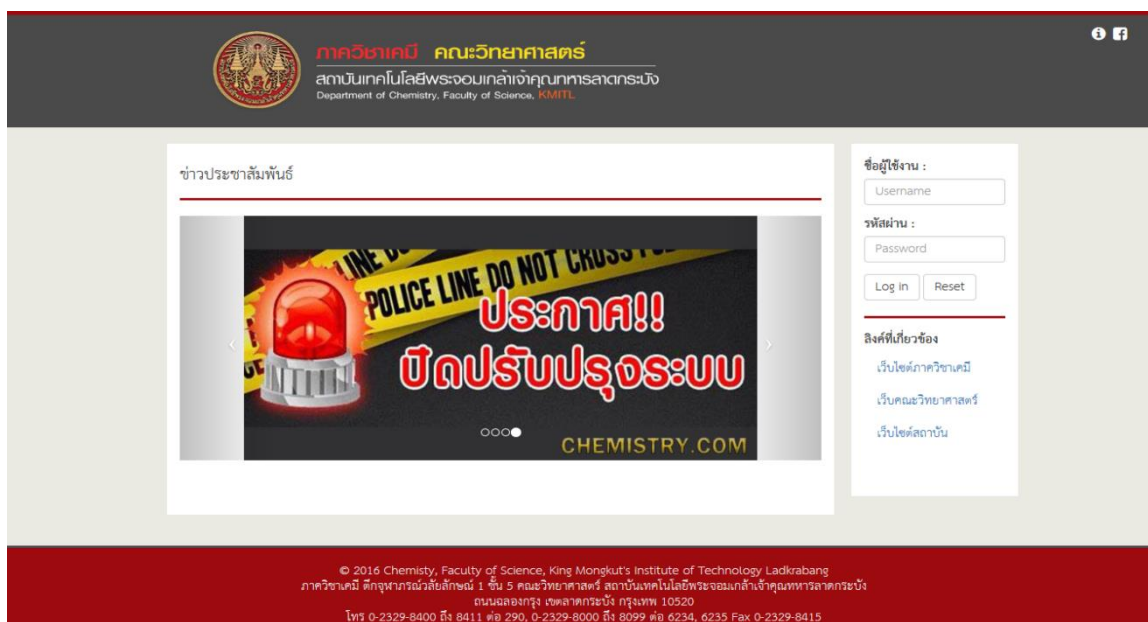 ภาควิชาเคมี คณะวิทยาศาสตร์
สถาบันเทคโนโลยีพระจอมเกล้าเจ้าคุณทหารลาดกระบัง
Department of Chemistry, Faculty of Science, KMITL
ข่าวประชาสัมพันธ์
POLICE LINE DO NOT CROSS
ประกาศ!!
ปิดปรับปรุงระบบ
CHEMISTRY.COM
ชื่อผู้ใช้งาน :
Username
รหัสผ่าน :
Password
Log in Reset
ลิงค์ที่เกี่ยวข้อง
เว็บไซต์ภาควิชาเคมี
เว็บคณะวิทยาศาสตร์
เว็บไซต์สถาบัน
© 2016 Chemisty, Faculty of Science, King Mongkut's Institute of Technology Ladkrabang
ภาควิชาเคมี ตึกจุฬาภรณ์วลัยลักษณ์ 1 ชั้น 5 คณะวิทยาศาสตร์ สถาบันเทคโนโลยีพระจอมเกล้าเจ้าคุณทหารลาดกระบัง
ถนนฉลองกรุง เขตลาดกระบัง กรุงเทพ 10520
โทร 0-2329-8400 ถึง 8411 ต่อ 290, 0-2329-8000 ถึง 8099 ต่อ 6234, 6235 Fax 0-2329-8415